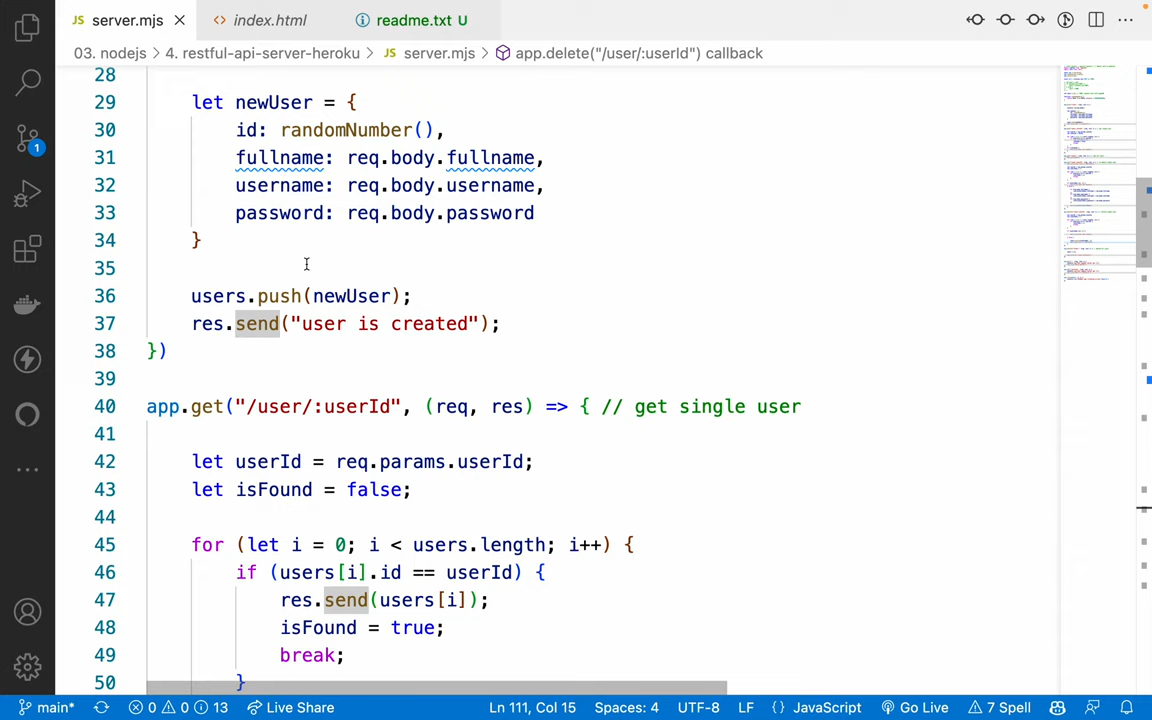 JS server.mjs
index.html
readme.txt U
03. nodejs > 4. restful-api-server-heroku > JS server.mjs > app.delete("/user/:userId") callback
28
29 let newUser = {
30 id: randomNumber(),
31 fullname: req.body.fullname,
32 username: req.body.username,
33 password: req.body.password
34 }
35
36 users.push(newUser);
37 res.send("user is created");
38 })
39
40 app.get("/user/:userId", (req, res) => { // get single user
41
42 let userId = req.params.userId;
43 let isFound = false;
44
45 for (let i = 0; i < users.length; i++) {
46 if (users[i].id == userId) {
47 res.send(users[i]);
48 isFound = true;
49 break;
50 }
1
main* 0 0 13 Live Share Ln 111, Col 15 Spaces: 4 UTF-8 LF {} JavaScript Go Live 7 Spell